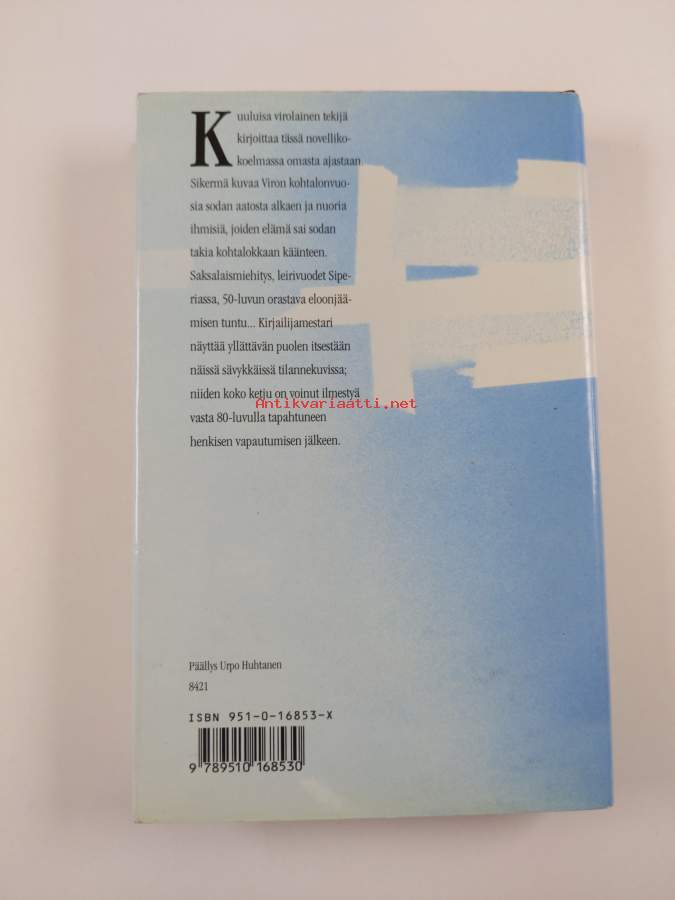 Kuuluisa virolainen tekijä
kirjoittaa tässä novelliko-
koelmassa omasta ajastaan
Sikermä kuvaa Viron kohtalonvuo-
sia sodan aatosta alkaen ja nuoria
ihmisiä, joiden elämä sai sodan
takia kohtalokkaan käänteen.
Saksalaismiehitys, leirivuodet Sipe-
riassa, 50-luvun orastava eloonjää-
misen tuntu... Kirjailijamestari
näyttää yllättävän puolen itsestään
näissä sävykkäissä tilannekuvissa;
niiden koko ketju on voinut ilmestyä
Antikvariaatti.net
vasta 80-luvulla tapahtuneen
henkisen vapautumisen jälkeen.
Päällys Urpo Huhtanen
8421
ISBN 951-0-16853-X
9 789510 168530